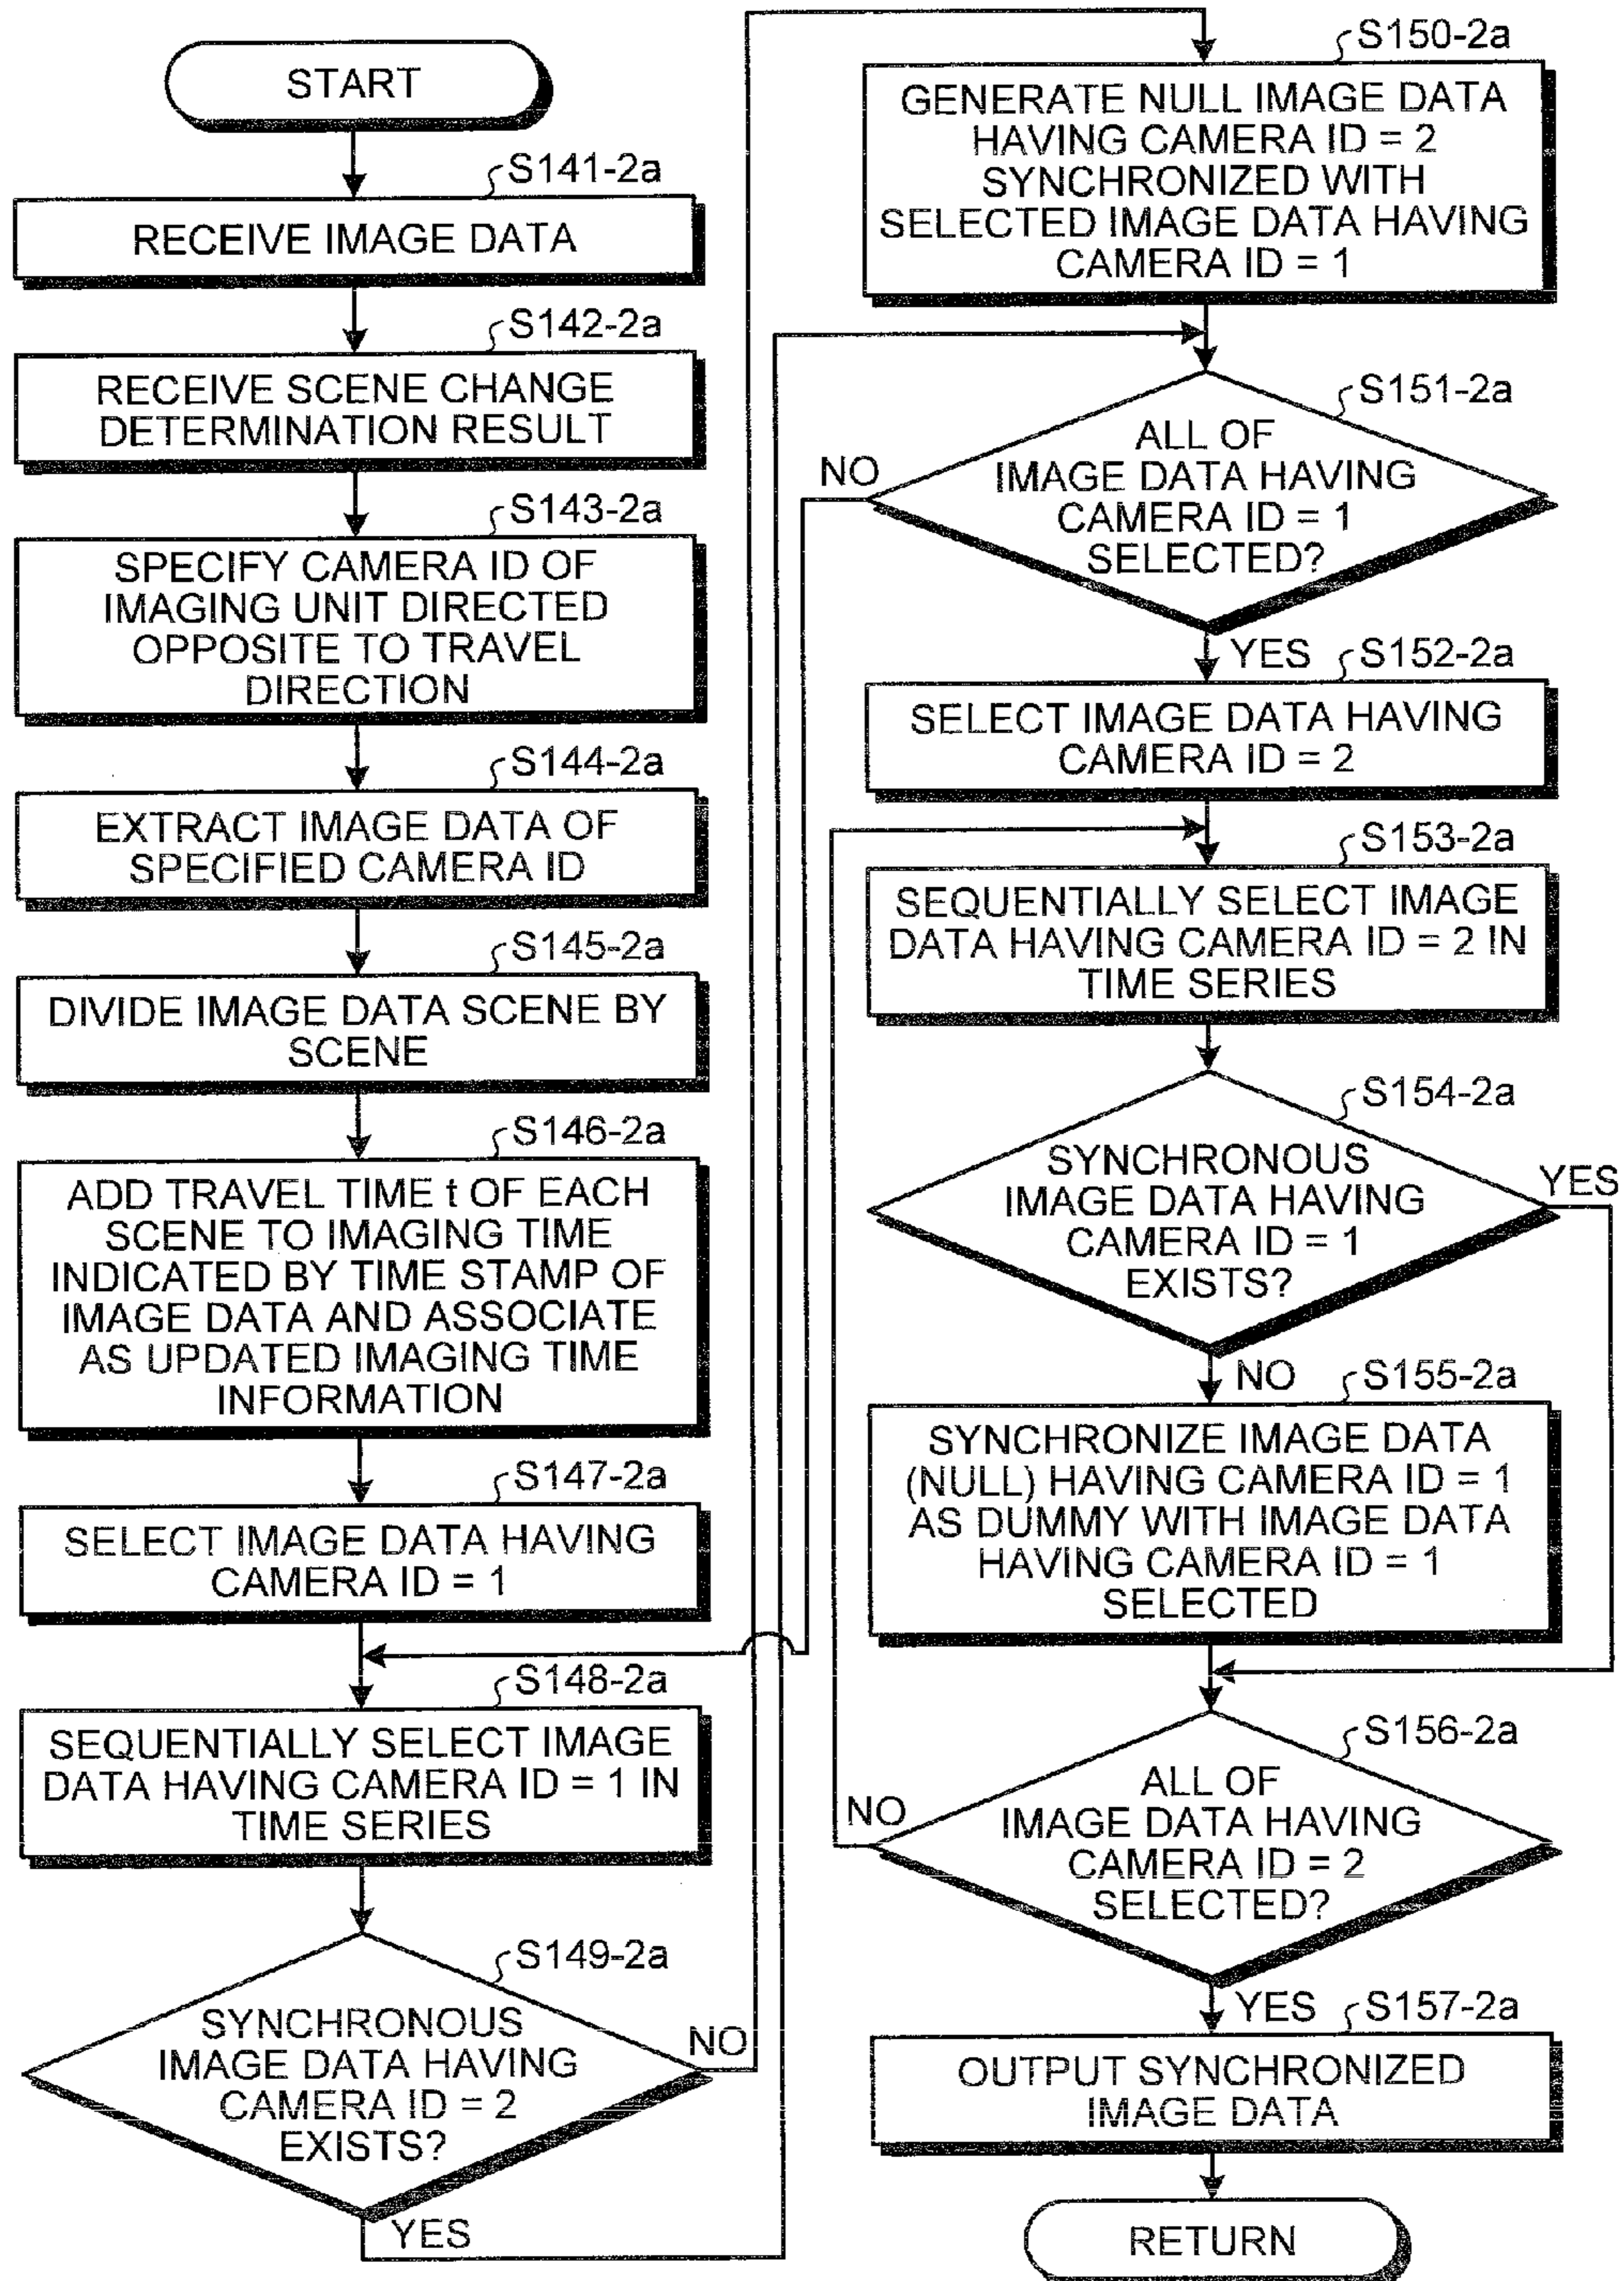 START
S141-2a
RECEIVE IMAGE DATA
S142-2a
RECEIVE SCENE CHANGE
DETERMINATION RESULT
S143-2a
SPECIFY CAMERA ID OF
IMAGING UNIT DIRECTED
OPPOSITE TO TRAVEL
DIRECTION
S144-2a
EXTRACT IMAGE DATA OF
SPECIFIED CAMERA ID
S145-2a
DIVIDE IMAGE DATA SCENE BY
SCENE
S146-2a
ADD TRAVEL TIME t OF EACH
SCENE TO IMAGING TIME
INDICATED BY TIME STAMP OF
IMAGE DATA AND ASSOCIATE
AS UPDATED IMAGING TIME
INFORMATION
S147-2a
SELECT IMAGE DATA HAVING
CAMERA ID = 1
S148-2a
SEQUENTIALLY SELECT IMAGE
DATA HAVING CAMERA ID = 1 IN
TIME SERIES
S149-2a
SYNCHRONOUS
IMAGE DATA HAVING
CAMERA ID = 2
EXISTS?
NO
YES
S150-2a
GENERATE NULL IMAGE DATA
HAVING CAMERA ID = 2
SYNCHRONIZED WITH
SELECTED IMAGE DATA HAVING
CAMERA ID = 1
S151-2a
ALL OF
IMAGE DATA HAVING
CAMERA ID = 1
SELECTED?
NO
YES
S152-2a
SELECT IMAGE DATA HAVING
CAMERA ID = 2
S153-2a
SEQUENTIALLY SELECT IMAGE
DATA HAVING CAMERA ID = 2 IN
TIME SERIES
S154-2a
SYNCHRONOUS
IMAGE DATA HAVING
CAMERA ID = 1
EXISTS?
YES
NO
S155-2a
SYNCHRONIZE IMAGE DATA
(NULL) HAVING CAMERA ID = 1
AS DUMMY WITH IMAGE DATA
HAVING CAMERA ID = 1
SELECTED
S156-2a
ALL OF
IMAGE DATA HAVING
CAMERA ID = 2
SELECTED?
NO
YES
S157-2a
OUTPUT SYNCHRONIZED
IMAGE DATA
RETURN